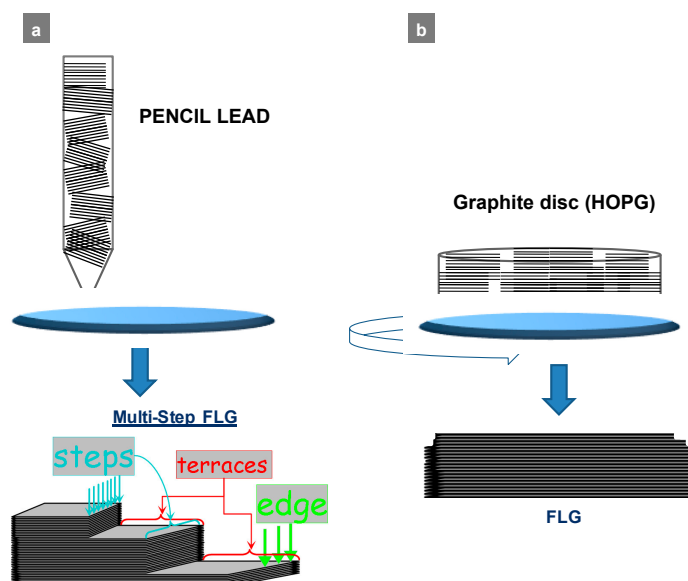 a
PENCIL LEAD
Multi-Step FLG
steps
terraces
edge
b
Graphite disc (HOPG)
FLG